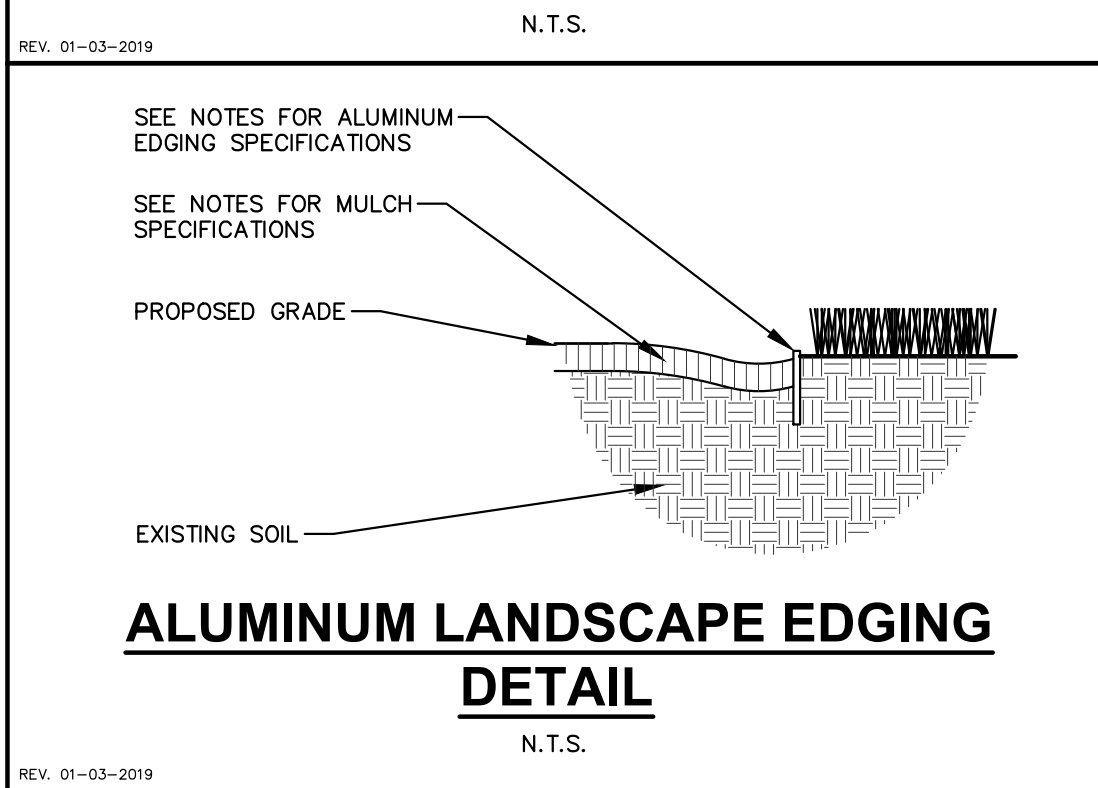 N.T.S.
REV. 01-03-2019
SEE NOTES FOR ALUMINUM
EDGING SPECIFICATIONS
SEE NOTES FOR MULCH
SPECIFICATIONS
PROPOSED GRADE
EXISTING SOIL
ALUMINUM LANDSCAPE EDGING
DETAIL
N.T.S.
REV. 01-03-2019